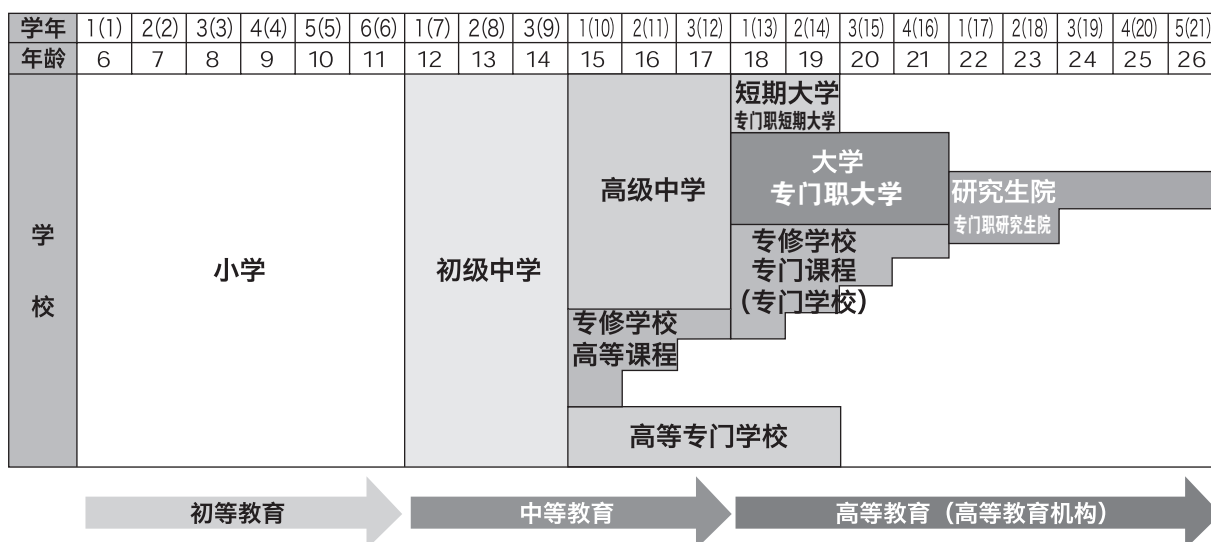 学年 1(1) 2(2) 3(3) 4(4) 5(5) 6(6) 1(7) 2(8) 3(9) 1(10) 2(11) 3(12) 1(13) 2(14) 3(15) 4(16) 1(17) 2(18) 3(19) 4(20) 5(21)
年龄 6 7 8 9 10 11 12 13 14 15 16 17 18 19 20 21 22 23 24 25 26
学
校
小学
初级中学
高级中学
专修学校
高等课程
高等专门学校
短期大学
专门职短期大学
大学
专门职大学
专修学校
专门课程
（专门学校）
研究生院
专门职研究生院
初等教育
中等教育
高等教育（高等教育机构）